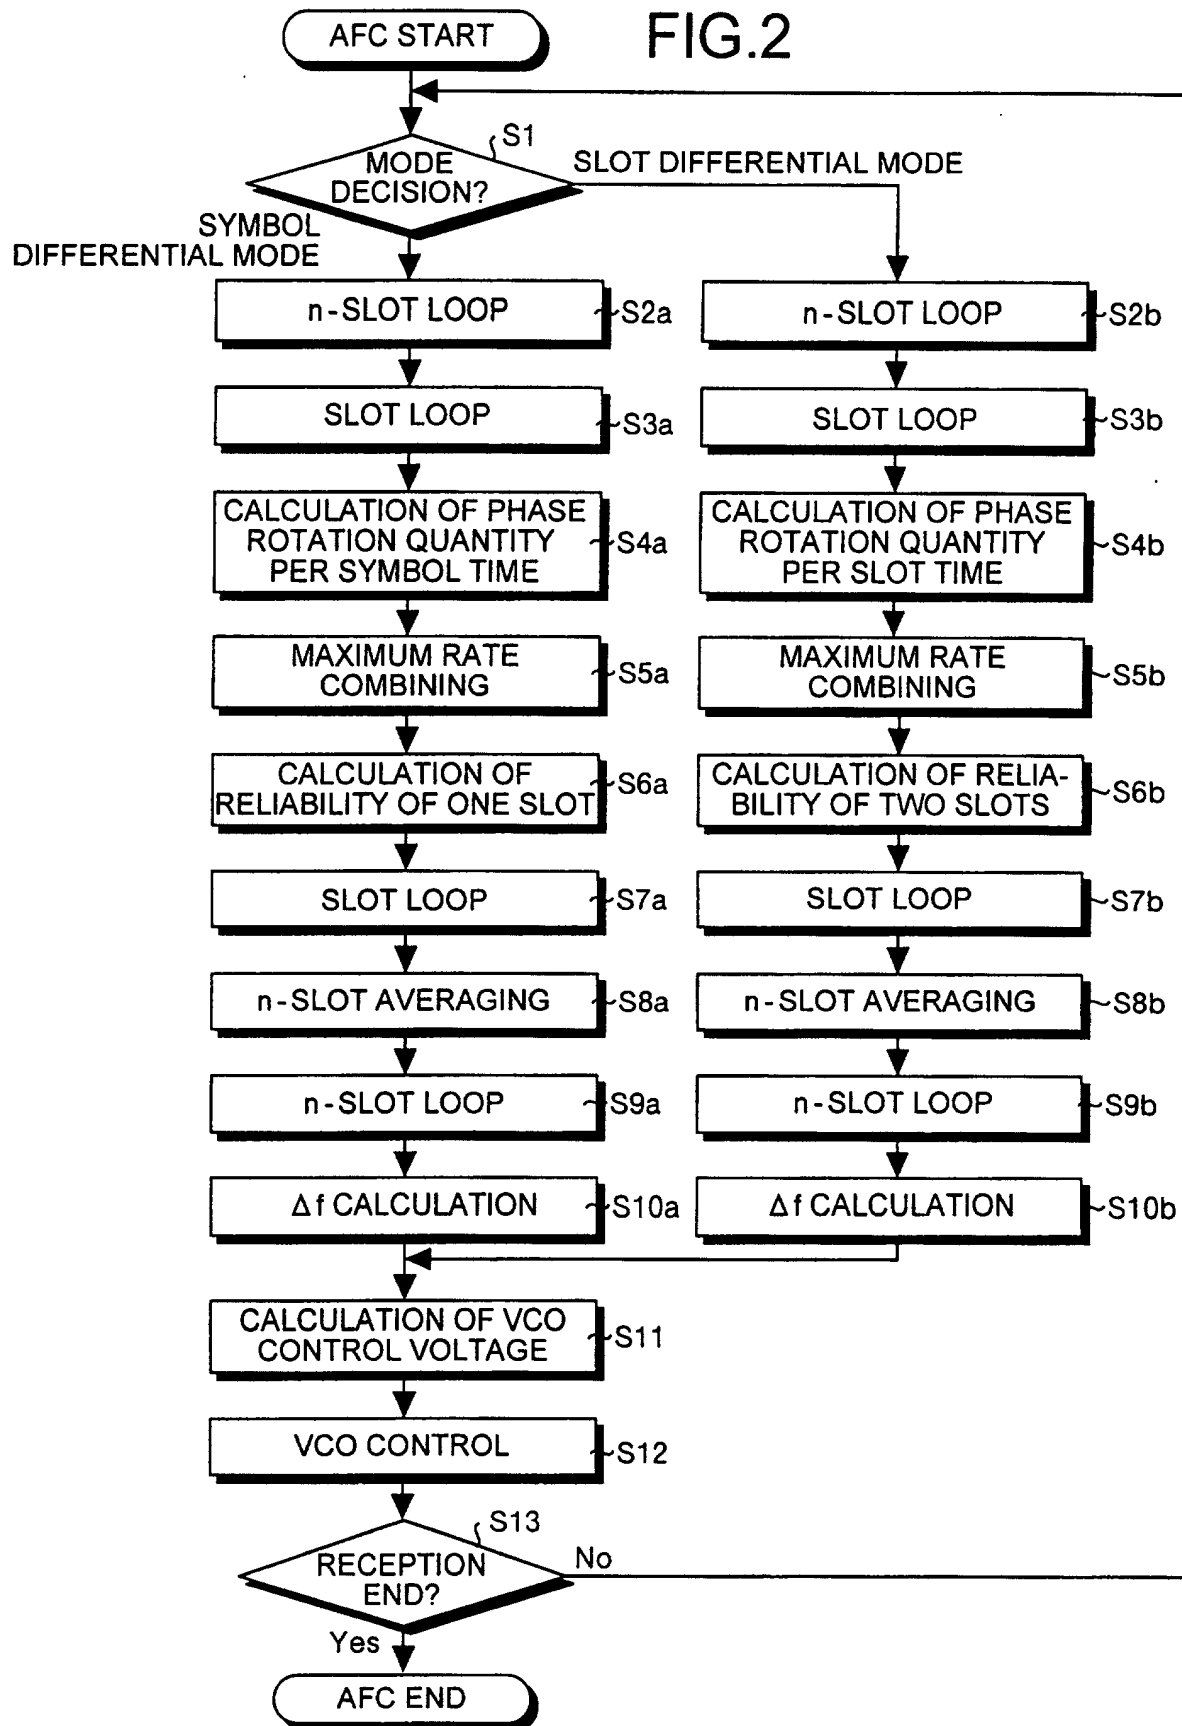 FIG.2
AFC START
S1
MODE
DECISION?
SLOT DIFFERENTIAL MODE
SYMBOL
DIFFERENTIAL MODE
n-SLOT LOOP
S2a
SLOT LOOP
S3a
CALCULATION OF PHASE
ROTATION QUANTITY
PER SYMBOL TIME
S4a
MAXIMUM RATE
COMBINING
S5a
CALCULATION OF
RELIABILITY OF ONE SLOT
S6a
SLOT LOOP
S7a
n-SLOT AVERAGING
S8a
n-SLOT LOOP
S9a
Δf CALCULATION
S10a
n-SLOT LOOP
S2b
SLOT LOOP
S3b
CALCULATION OF PHASE
ROTATION QUANTITY
PER SLOT TIME
S4b
MAXIMUM RATE
COMBINING
S5b
CALCULATION OF RELIA-
BILITY OF TWO SLOTS
S6b
SLOT LOOP
S7b
n-SLOT AVERAGING
S8b
n-SLOT LOOP
S9b
Δf CALCULATION
S10b
CALCULATION OF VCO
CONTROL VOLTAGE
S11
VCO CONTROL
S12
S13
RECEPTION
END?
No
Yes
AFC END